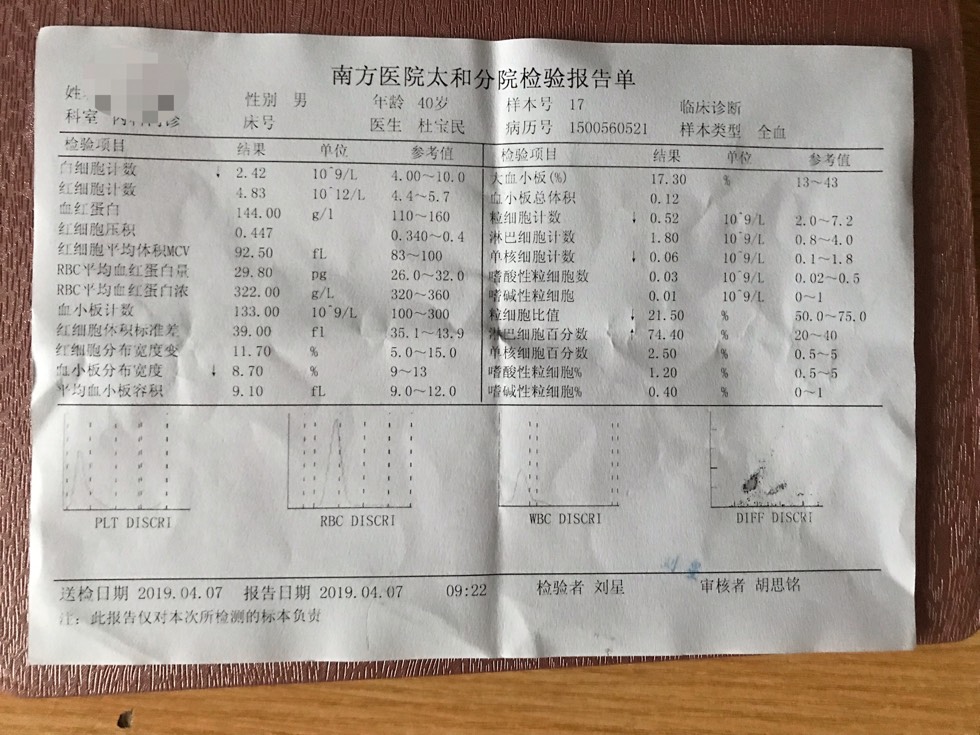 南方医院太和分院检验报告单
姓 性别 男 年龄 40岁 样本号 17 临床诊断
科室 床号 医生 杜宝民 病历号 1500560521 样本类型 全血
检验项目 结果 单位 参考值 检验项目 结果 单位 参考值
白细胞计数 ↓ 2.42 10^9/L 4.00~10.0 大血小板(%) 17.30 % 13~43
红细胞计数 4.83 10^12/L 4.4~5.7 血小板总体积 0.12
血红蛋白 144.00 g/l 110~160 粒细胞计数 ↓ 0.52 10^9/L 2.0~7.2
红细胞压积 0.447 0.340~0.4 淋巴细胞计数 1.80 10^9/L 0.8~4.0
红细胞平均体积MCV 92.50 fL 83~100 单核细胞计数 ↓ 0.06 10^9/L 0.1~1.8
RBC平均血红蛋白量 29.80 pg 26.0~32.0 嗜酸性粒细胞数 0.03 10^9/L 0.02~0.5
RBC平均血红蛋白浓 322.00 g/L 320~360 嗜碱性粒细胞 0.01 10^9/L 0~1
血小板计数 133.00 10^9/L 100~300 粒细胞比值 ↓ 21.50 % 50.0~75.0
红细胞体积标准差 39.00 fl 35.1~43.9 淋巴细胞百分数 ↑ 74.40 % 20~40
红细胞分布宽度变 11.70 % 5.0~15.0 单核细胞百分数 2.50 % 0.5~5
血小板分布宽度 ↓ 8.70 % 9~13 嗜酸性粒细胞% 1.20 % 0.5~5
平均血小板容积 9.10 fL 9.0~12.0 嗜碱性粒细胞% 0.40 % 0~1
PLT DISCRI RBC DISCRI WBC DISCRI DIFF DISCRI
刘星
送检日期 2019.04.07 报告日期 2019.04.07 09:22 检验者 刘星 审核者 胡思铭
注: 此报告仅对本次所检测的标本负责